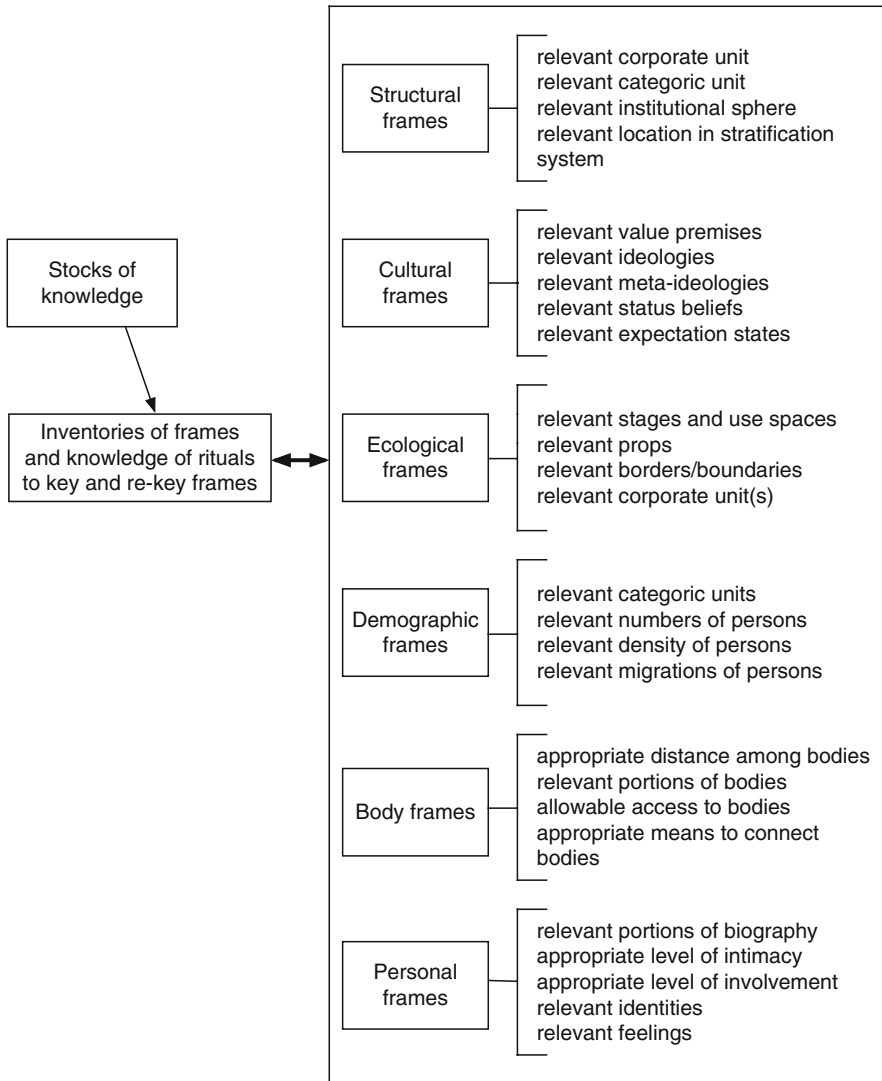 Stocks of
knowledge
Inventories of frames
and knowledge of rituals
to key and re-key frames
Structural
frames
relevant corporate unit
relevant categoric unit
relevant institutional sphere
relevant location in stratification
system
Cultural
frames
relevant value premises
relevant ideologies
relevant meta-ideologies
relevant status beliefs
relevant expectation states
Ecological
frames
relevant stages and use spaces
relevant props
relevant borders/boundaries
relevant corporate unit(s)
Demographic
frames
relevant categoric units
relevant numbers of persons
relevant density of persons
relevant migrations of persons
Body frames
appropriate distance among bodies
relevant portions of bodies
allowable access to bodies
appropriate means to connect
bodies
Personal
frames
relevant portions of biography
appropriate level of intimacy
appropriate level of involvement
relevant identities
relevant feelings